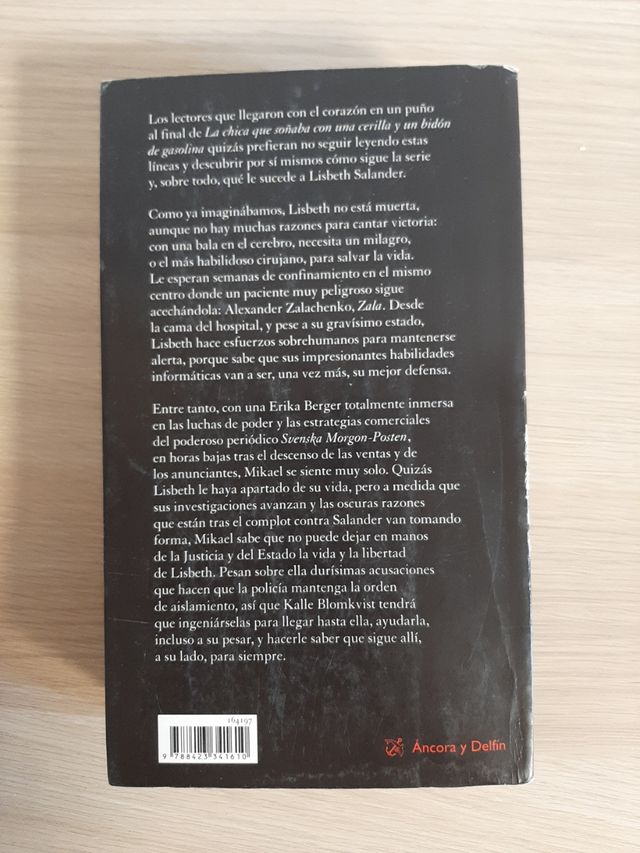 Los lectores que llegaron con el corazón en un puño
al final de La chica que soñaba con una cerilla y un bidón
de gasolina quizás prefieran no seguir leyendo estas
líneas y descubrir por sí mismos cómo sigue la serie
y, sobre todo, qué le sucede a Lisbeth Salander.
Como ya imaginábamos, Lisbeth no está muerta,
aunque no hay muchas razones para cantar victoria:
con una bala en el cerebro, necesita un milagro,
o el más habilidoso cirujano, para salvar la vida.
Le esperan semanas de confinamiento en el mismo
centro donde un paciente muy peligroso sigue
acechándola: Alexander Zalachenko, Zala. Desde
la cama del hospital, y pese a su gravísimo estado,
Lisbeth hace esfuerzos sobrehumanos para mantenerse
alerta, porque sabe que sus impresionantes habilidades
informáticas van a ser, una vez más, su mejor defensa.
Entre tanto, con una Erika Berger totalmente inmersa
en las luchas de poder y las estrategias comerciales
del poderoso periódico Svenska Morgon-Posten,
en horas bajas tras el descenso de las ventas y de
los anunciantes, Mikael se siente muy solo. Quizás
Lisbeth le haya apartado de su vida, pero a medida que
sus investigaciones avanzan y las oscuras razones
que están tras el complot contra Salander van tomando
forma, Mikael sabe que no puede dejar en manos
de la Justicia y del Estado la vida y la libertad
de Lisbeth. Pesan sobre ella durísimas acusaciones
que hacen que la policía mantenga la orden
de aislamiento, así que Kalle Blomkvist tendrá
que ingeniárselas para llegar hasta ella, ayudarla,
incluso a su pesar, y hacerle saber que sigue allí,
a su lado, para siempre.
164197
9 788423 341610
Áncora y Delfín